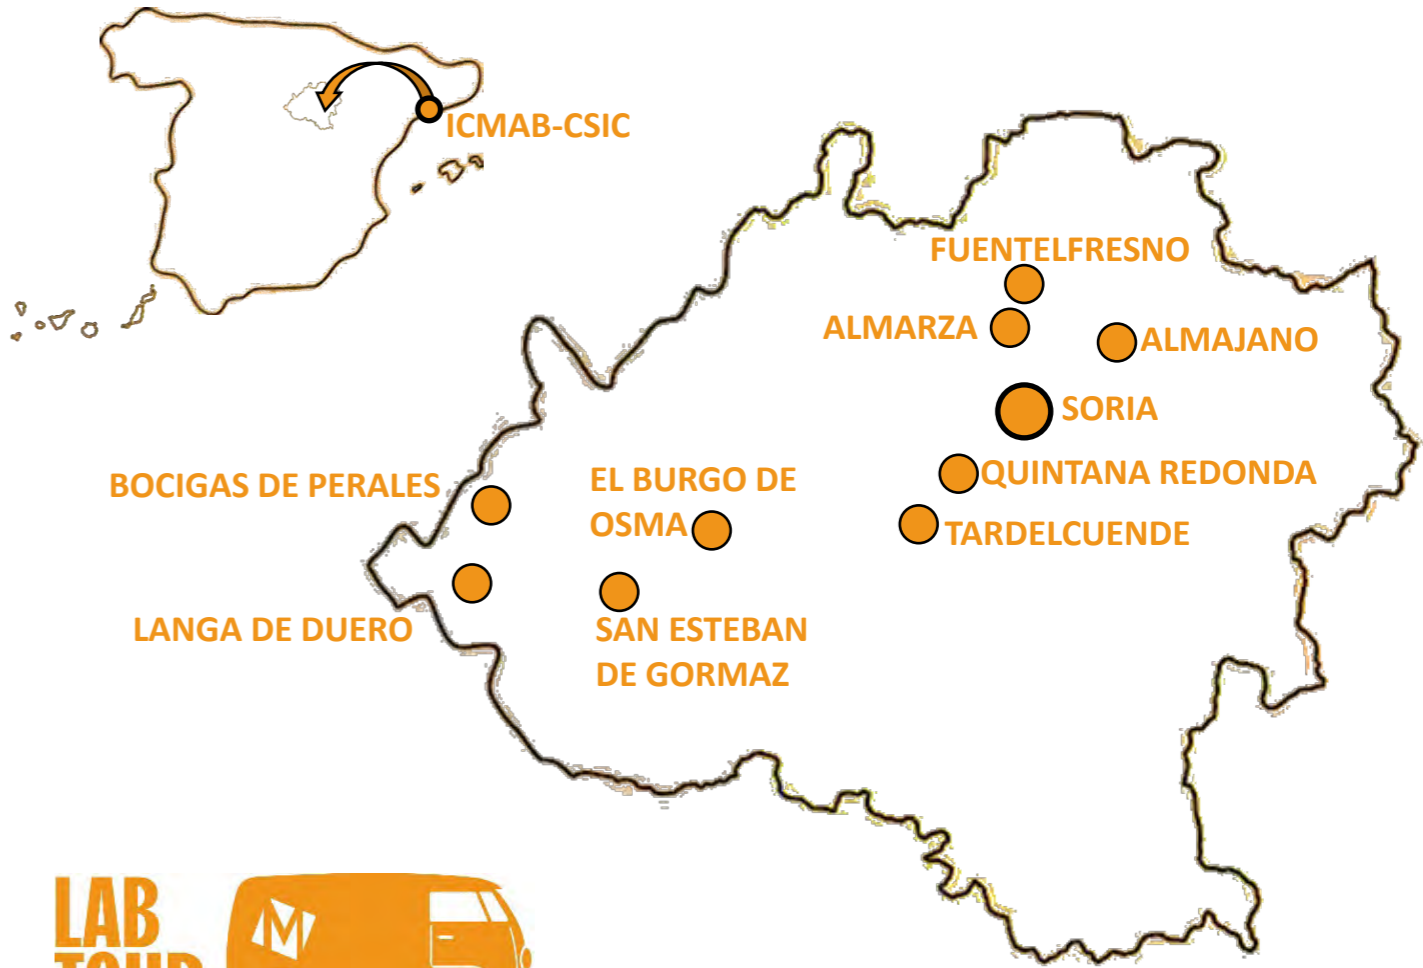 ICMAB-CSIC
FUENTELFRESNO
ALMARZA
ALMAJANO
SORIA
BOCIGAS DE PERALES
EL BURGO DE
OSMA
QUINTANA REDONDA
TARDELCUENDE
LANGA DE DUERO
SAN ESTEBAN
DE GORMAZ
LAB
TOUR
M